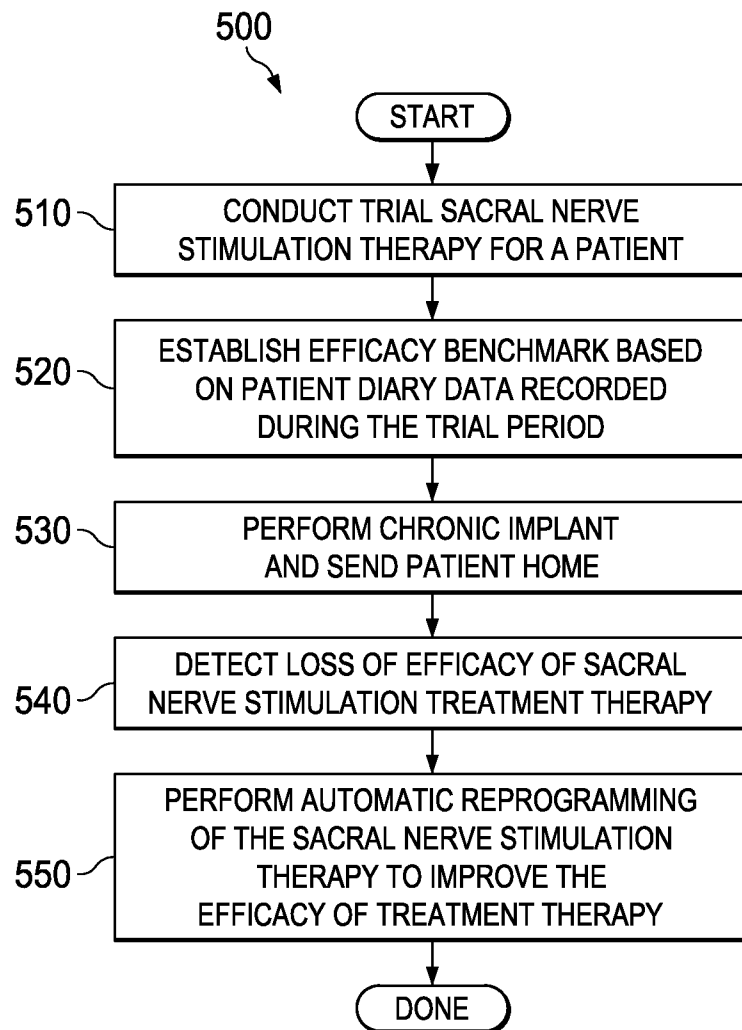 500
START
510
CONDUCT TRIAL SACRAL NERVE
STIMULATION THERAPY FOR A PATIENT
520
ESTABLISH EFFICACY BENCHMARK BASED
ON PATIENT DIARY DATA RECORDED
DURING THE TRIAL PERIOD
530
PERFORM CHRONIC IMPLANT
AND SEND PATIENT HOME
540
DETECT LOSS OF EFFICACY OF SACRAL
NERVE STIMULATION TREATMENT THERAPY
550
PERFORM AUTOMATIC REPROGRAMMING
OF THE SACRAL NERVE STIMULATION
THERAPY TO IMPROVE THE
EFFICACY OF TREATMENT THERAPY
DONE